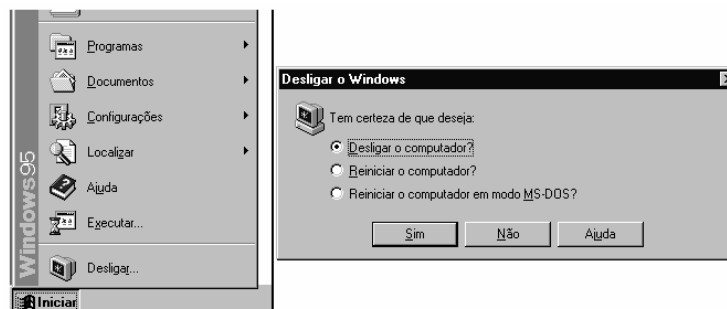 Programas
Documentos
Configurações
Localizar
Ajuda
Executar...
Desligar...
Windows95
Iniciar
Desligar o Windows
Tem certeza de que deseja:
Desligar o computador?
Reiniciar o computador?
Reiniciar o computador em modo MS-DOS?
Sim Não Ajuda